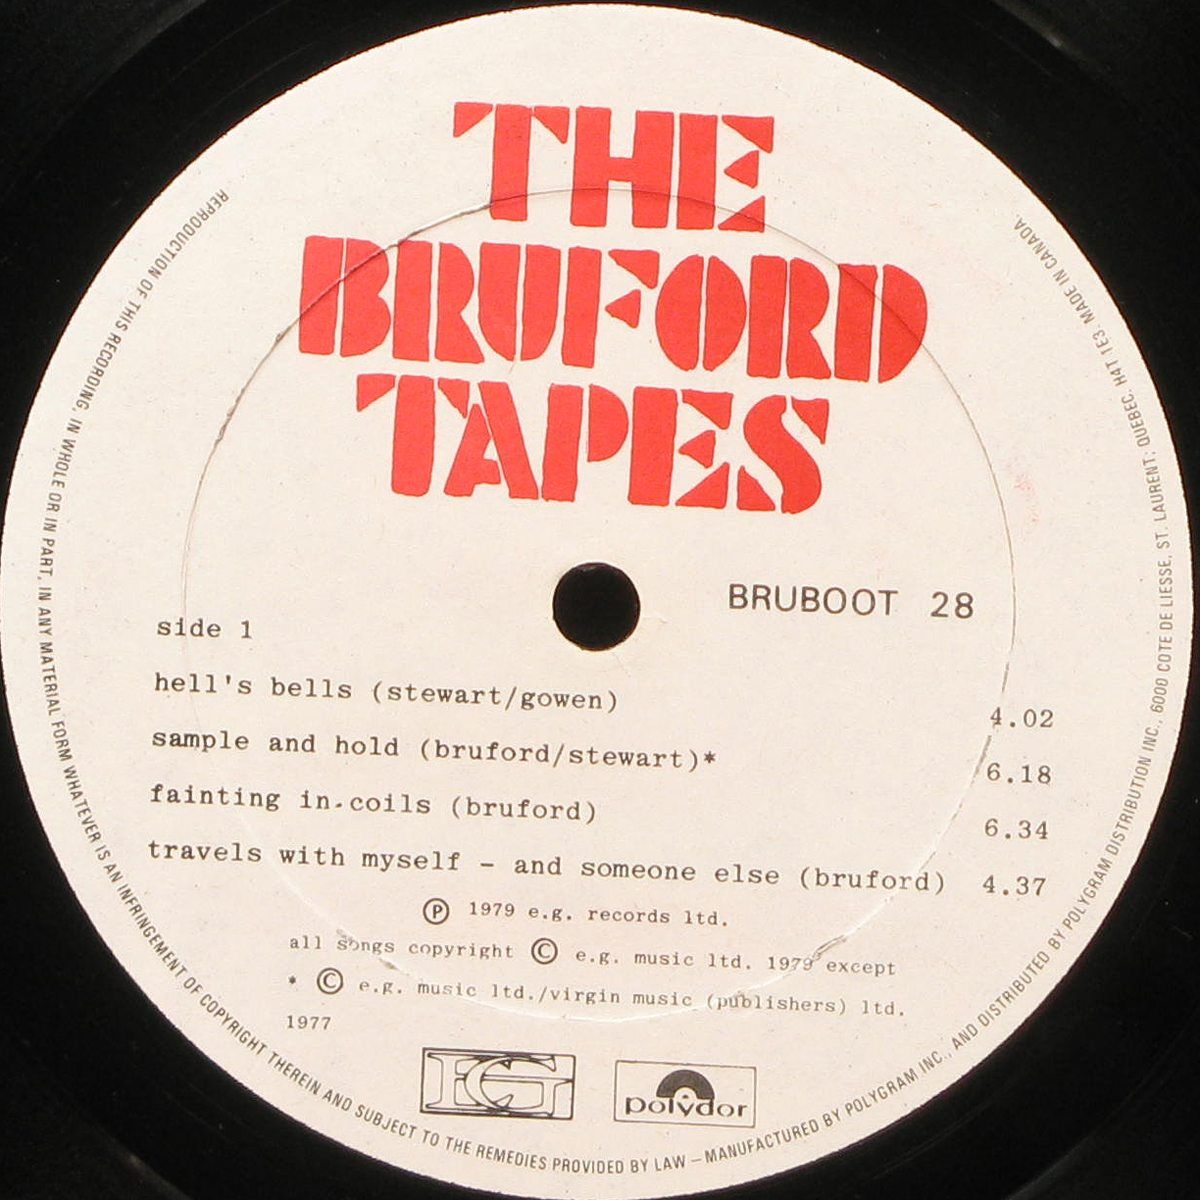 THE
BRUFORD
TAPES
BRUBOOT 28
side 1
hell's bells (stewart/gowen) 4.02
sample and hold (bruford/stewart)* 6.18
fainting in.coils (bruford) 6.34
travels with myself - and someone else (bruford) 4.37
Ⓟ 1979 e.g. records ltd.
all songs copyright © e.g. music ltd. 1979 except
* © e.g. music ltd./virgin music (publishers) ltd.
1977
EG polydor
REPRODUCTION OF THIS RECORDING, IN WHOLE OR IN PART, IN ANY MATERIAL FORM WHATEVER IS AN INFRINGEMENT OF COPYRIGHT THEREIN AND SUBJECT TO THE REMEDIES PROVIDED BY LAW – MANUFACTURED BY POLYGRAM INC., AND DISTRIBUTED BY POLYGRAM DISTRIBUTION INC., 6000 COTE DE LIESSE, ST. LAURENT; QUEBEC, H4T 1E3. MADE IN CANADA.